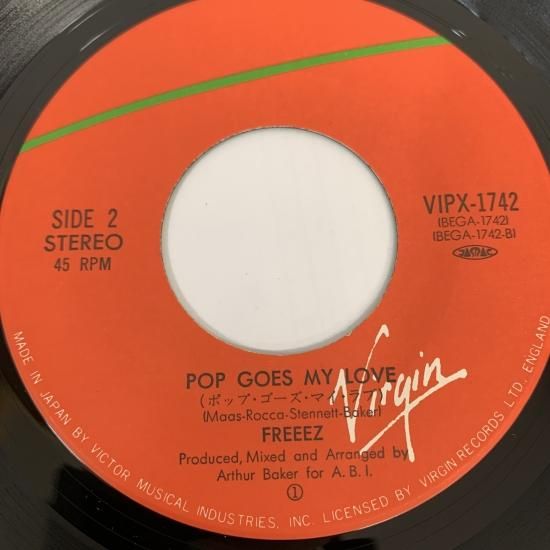 SIDE 2
STEREO
45 RPM
VIPX-1742
(BEGA-1742)
(BEGA-1742-B)
JASRAC
POP GOES MY LOVE
(ポップ・ゴーズ・マイ・ラブ)
(Maas-Rocca-Stennett-Baker)
FREEEZ
Virgin
Produced, Mixed and Arranged by
Arthur Baker for A.B.I.
①
MADE IN JAPAN BY VICTOR MUSICAL INDUSTRIES, INC. LICENSED BY VIRGIN RECORDS LTD. ENGLAND